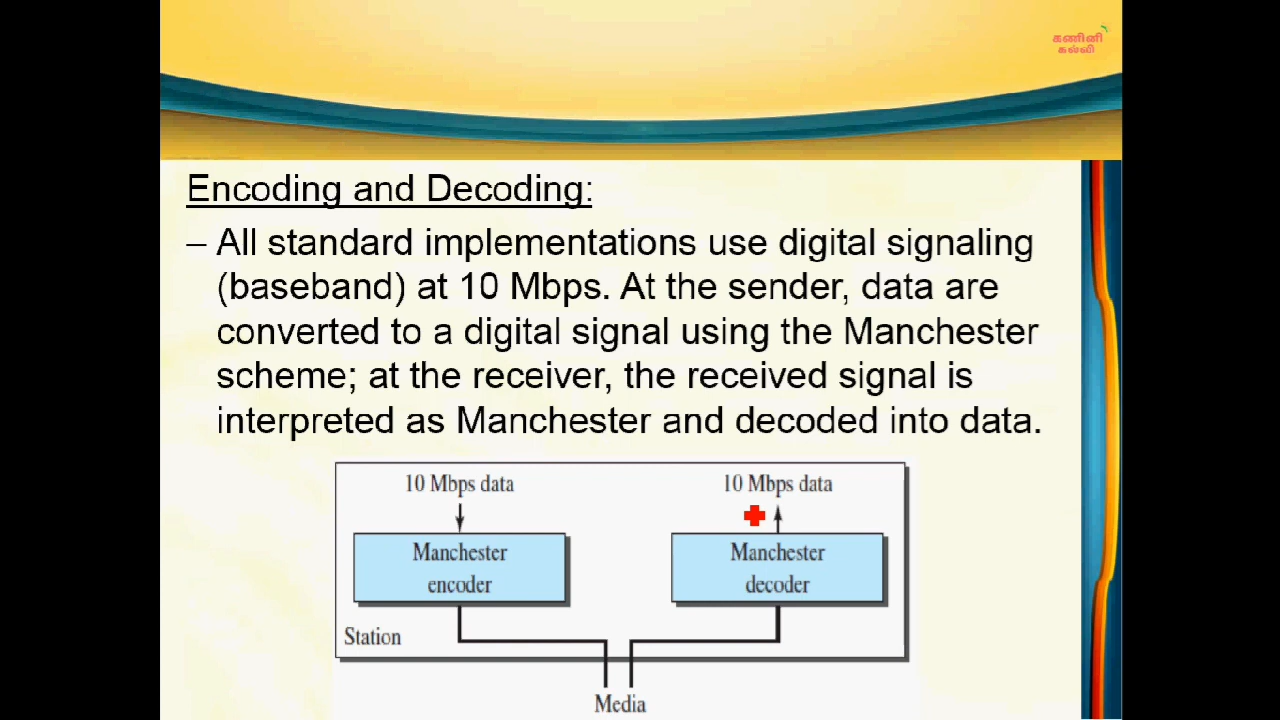 கணினி
கல்வி
Encoding and Decoding:
– All standard implementations use digital signaling
(baseband) at 10 Mbps. At the sender, data are
converted to a digital signal using the Manchester
scheme; at the receiver, the received signal is
interpreted as Manchester and decoded into data.
10 Mbps data
10 Mbps data
Manchester
encoder
Manchester
decoder
Station
Media